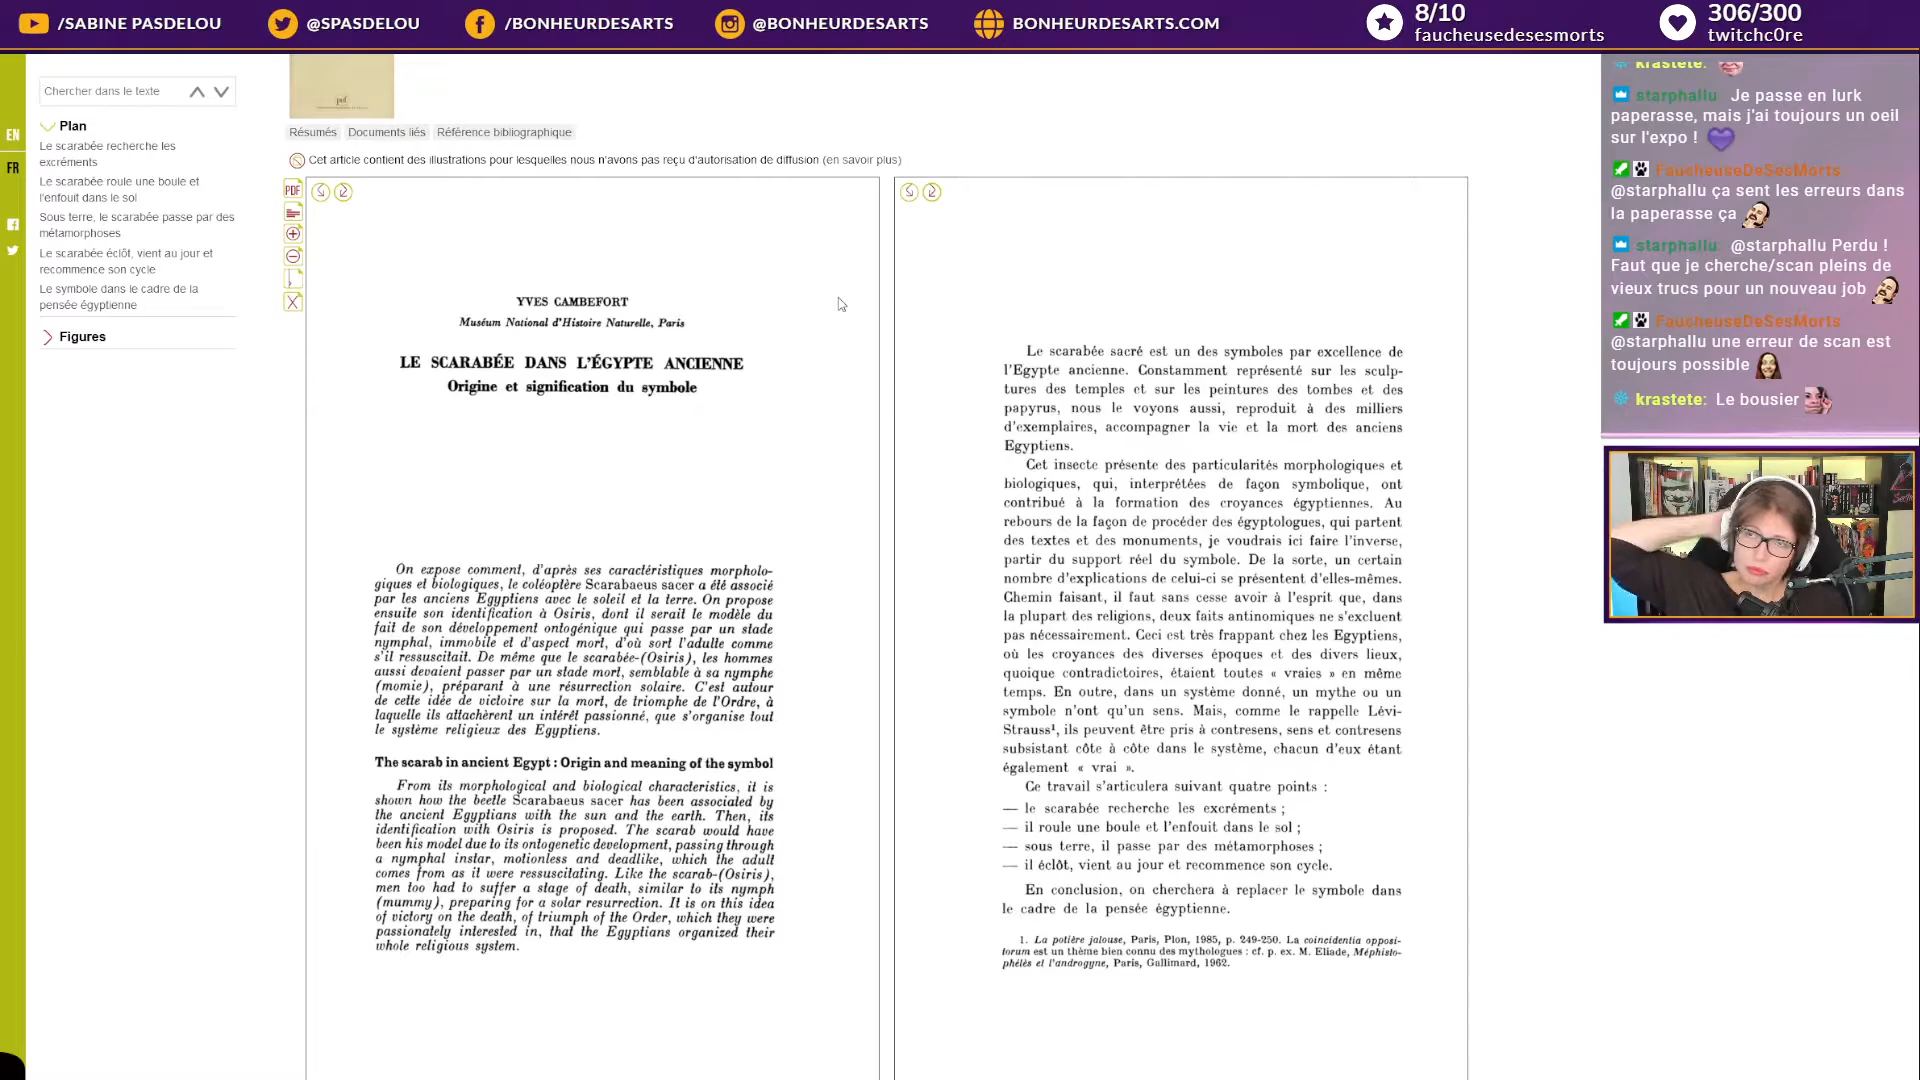 /SABINE PASDELOU
@SPASDELOU
/BONHEURDESARTS
@BONHEURDESARTS
BONHEURDESARTS.COM
8/10
faucheusedesesmorts
306/300
twitchc0re
EN
FR
Chercher dans le texte
Plan
Le scarabée recherche les
excréments
Le scarabée roule une boule et
l'enfouit dans le sol
Sous terre, le scarabée passe par des
métamorphoses
Le scarabée éclôt, vient au jour et
recommence son cycle
Le symbole dans le cadre de la
pensée égyptienne
Figures
puf
Résumés Documents liés Référence bibliographique
Cet article contient des illustrations pour lesquelles nous n'avons pas reçu d'autorisation de diffusion (en savoir plus)
PDF
YVES CAMBEFORT
Muséum National d'Histoire Naturelle, Paris
LE SCARABÉE DANS L'ÉGYPTE ANCIENNE
Origine et signification du symbole
On expose comment, d'après ses caractéristiques morpholo-
giques et biologiques, le coléoptère Scarabaeus sacer a été associé
par les anciens Egyptiens avec le soleil et la terre. On propose
ensuite son identification à Osiris, dont il serait le modèle du
fait de son développement ontogénique qui passe par un stade
nymphal, immobile et d'aspect mort, d'où sort l'adulte comme
s'il ressuscitait. De même que le scarabée-(Osiris), les hommes
aussi devaient passer par un stade mort, semblable à sa nymphe
(momie), préparant à une résurrection solaire. C'est autour
de cette idée de victoire sur la mort, de triomphe de l'Ordre, à
laquelle ils attachèrent un intérêt passionné, que s'organise tout
le système religieux des Egyptiens.
The scarab in ancient Egypt : Origin and meaning of the symbol
From its morphological and biological characteristics, it is
shown how the beetle Scarabaeus sacer has been associated by
the ancient Egyptians with the sun and the earth. Then, its
identification with Osiris is proposed. The scarab would have
been his model due to its ontogenetic development, passing through
a nymphal instar, motionless and deadlike, which the adult
comes from as it were ressuscitating. Like the scarab-(Osiris),
men too had to suffer a stage of death, similar to its nymph
(mummy), preparing for a solar resurrection. It is on this idea
of victory on the death, of triumph of the Order, which they were
passionately interested in, that the Egyptians organized their
whole religious system.
Le scarabée sacré est un des symboles par excellence de
l'Egypte ancienne. Constamment représenté sur les sculp-
tures des temples et sur les peintures des tombes et des
papyrus, nous le voyons aussi, reproduit à des milliers
d'exemplaires, accompagner la vie et la mort des anciens
Egyptiens.
Cet insecte présente des particularités morphologiques et
biologiques, qui, interprétées de façon symbolique, ont
contribué à la formation des croyances égyptiennes. Au
rebours de la façon de procéder des égyptologues, qui partent
des textes et des monuments, je voudrais ici faire l'inverse,
partir du support réel du symbole. De la sorte, un certain
nombre d'explications de celui-ci se présentent d'elles-mêmes.
Chemin faisant, il faut sans cesse avoir à l'esprit que, dans
la plupart des religions, deux faits antinomiques ne s'excluent
pas nécessairement. Ceci est très frappant chez les Egyptiens,
où les croyances des diverses époques et des divers lieux,
quoique contradictoires, étaient toutes « vraies » en même
temps. En outre, dans un système donné, un mythe ou un
symbole n'ont qu'un sens. Mais, comme le rappelle Lévi-
Strauss¹, ils peuvent être pris à contresens, sens et contresens
subsistant côte à côte dans le système, chacun d'eux étant
également « vrai ».
Ce travail s'articulera suivant quatre points :
— le scarabée recherche les excréments ;
— il roule une boule et l'enfouit dans le sol ;
— sous terre, il passe par des métamorphoses ;
— il éclôt, vient au jour et recommence son cycle.
En conclusion, on cherchera à replacer le symbole dans
le cadre de la pensée égyptienne.
1. La potière jalouse, Paris, Plon, 1985, p. 249-250. La coincidentia opposi-
torum est un thème bien connu des mythologues : cf. p. ex. M. Eliade, Méphisto-
phélès et l'androgyne, Paris, Gallimard, 1962.
krastete:
starphallu Je passe en lurk
paperasse, mais j'ai toujours un oeil
sur l'expo !
FaucheuseDeSesMorts
@starphallu ça sent les erreurs dans
la paperasse ça
starphallu: @starphallu Perdu !
Faut que je cherche/scan pleins de
vieux trucs pour un nouveau job
FaucheuseDeSesMorts
@starphallu une erreur de scan est
toujours possible
krastete: Le bousier